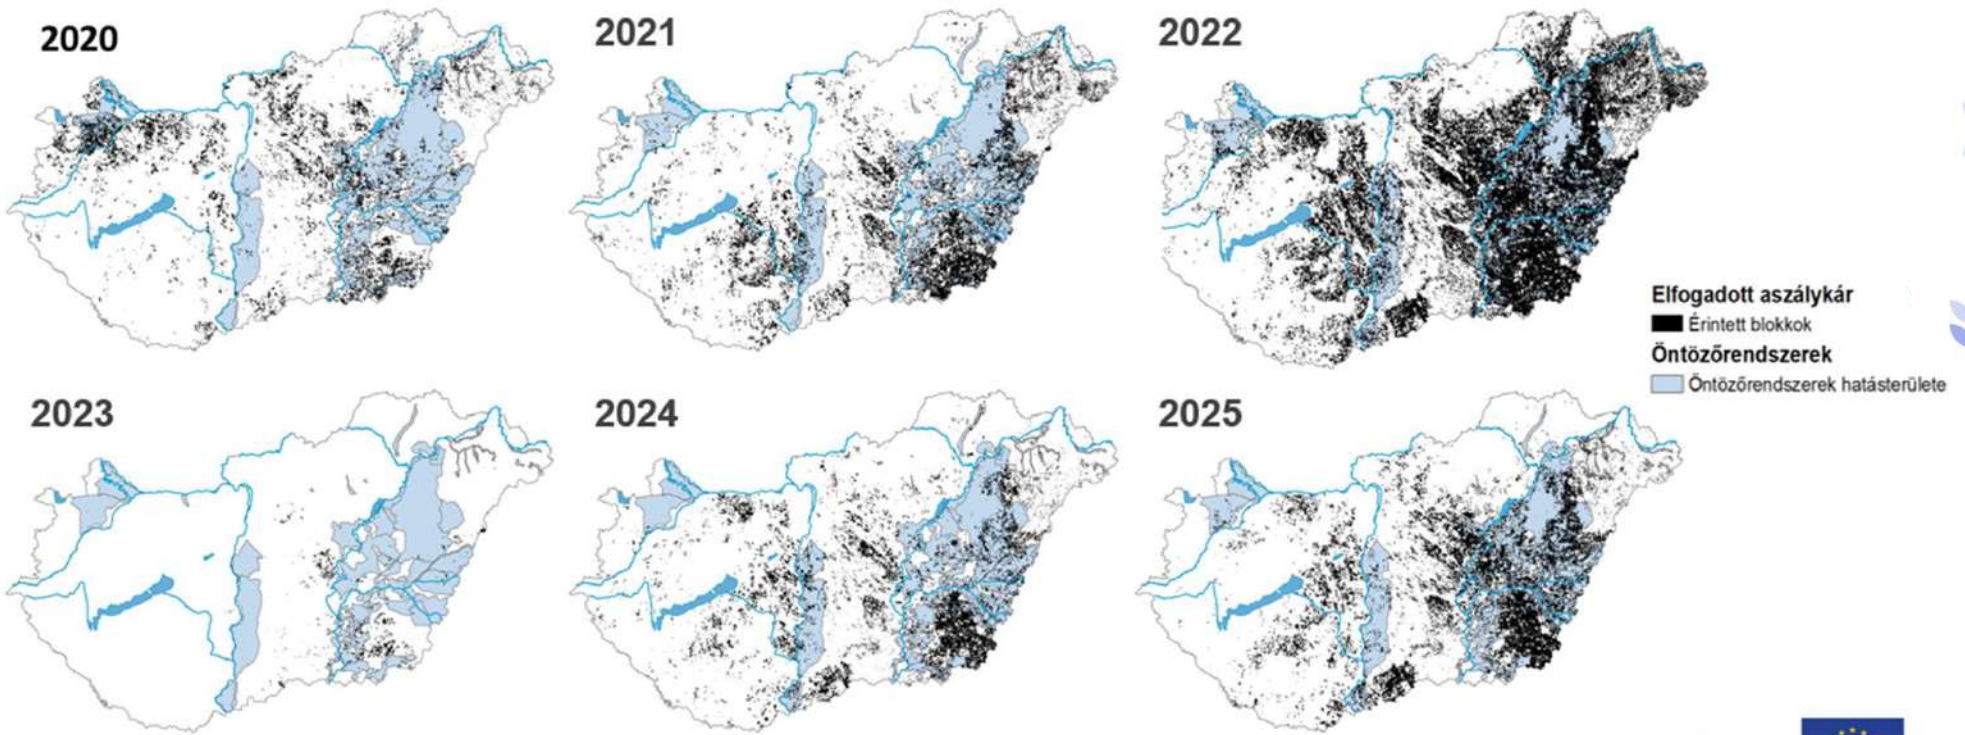 2020
2021
2022
Elfogadott aszálykár
Érintett blokkok
Öntözőrendszerek
Öntözőrendszerek hatásterülete
2023
2024
2025